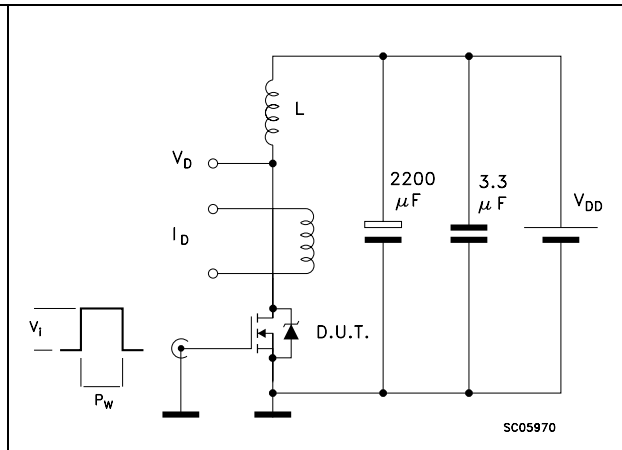 L
V_D
2200
μF
3.3
μF
V_DD
I_D
V_i
D.U.T.
P_W
SC05970